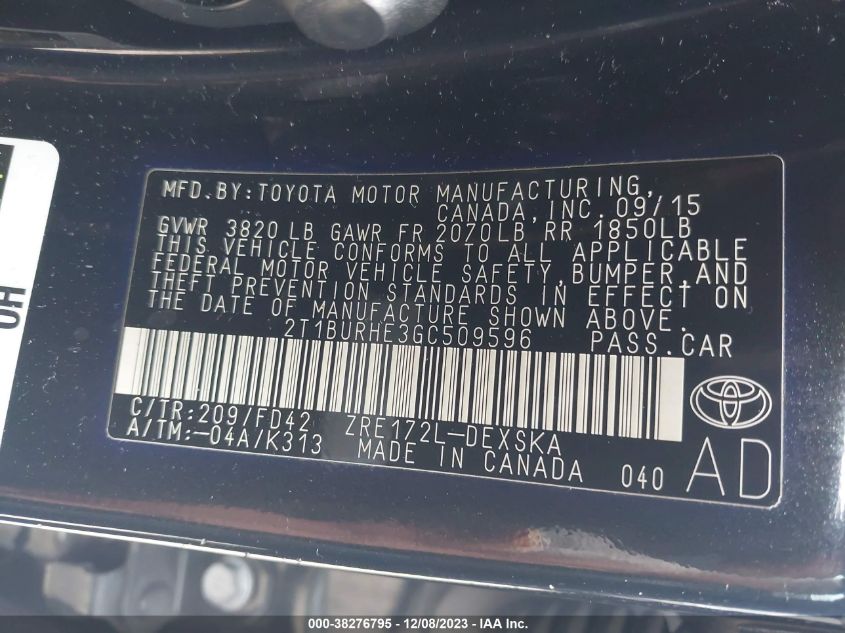 MFD.BY:TOYOTA MOTOR MANUFACTURING,
CANADA,INC. 09/15
GVWR 3820 LB GAWR FR 2070LB RR 1850LB
THIS VEHICLE CONFORMS TO ALL APPLICABLE
FEDERAL MOTOR VEHICLE SAFETY,BUMPER,AND
THEFT PREVENTION STANDARDS IN EFFECT ON
THE DATE OF MANUFACTURE SHOWN ABOVE.
2T1BURHE3GC509596 PASS.CAR
C/TR:209/FD42 ZRE172L-DEXSKA
A/TM:-04A/K313 MADE IN CANADA 040 AD
HO
000-38276795 - 12/08/2023 - IAA Inc.